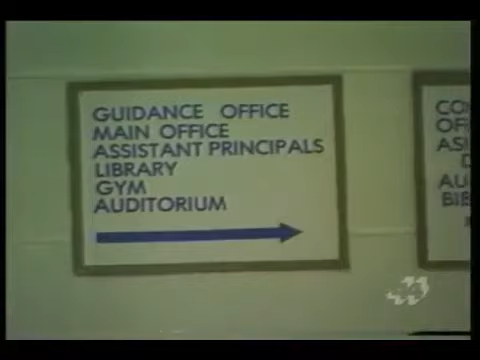 GUIDANCE OFFICE
MAIN OFFICE
ASSISTANT PRINCIPALS
LIBRARY
GYM
AUDITORIUM